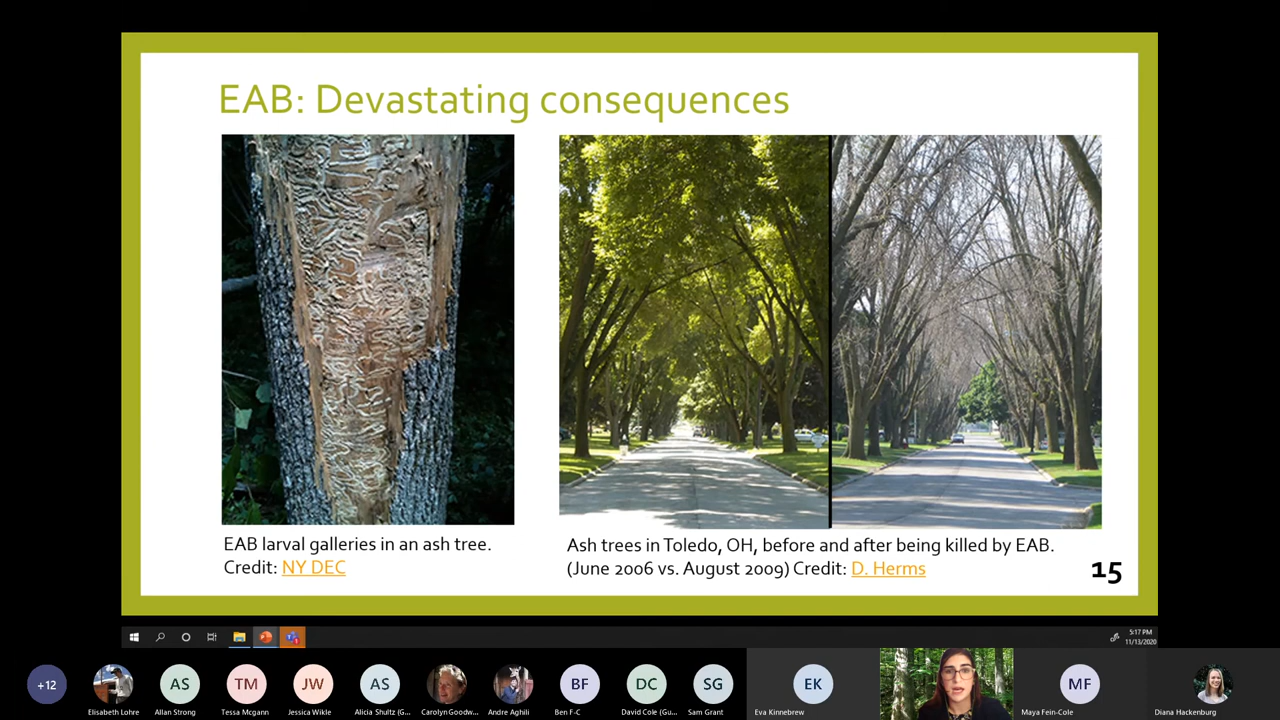 EAB: Devastating consequences
EAB larval galleries in an ash tree.
Credit: NY DEC
Ash trees in Toledo, OH, before and after being killed by EAB.
(June 2006 vs. August 2009) Credit: D. Herms
15
5:17 PM
11/13/2020
+12
AS
TM
JW
AS
BF
DC
SG
EK
MF
Elisabeth Lohre
Allan Strong
Tessa Mcgann
Jessica Wikle
Alicia Shultz (G...
Carolyn Goodw...
Andre Aghili
Ben F-C
David Cole (Gu...
Sam Grant
Eva Kinnebrew
Maya Fein-Cole
Diana Hackenburg